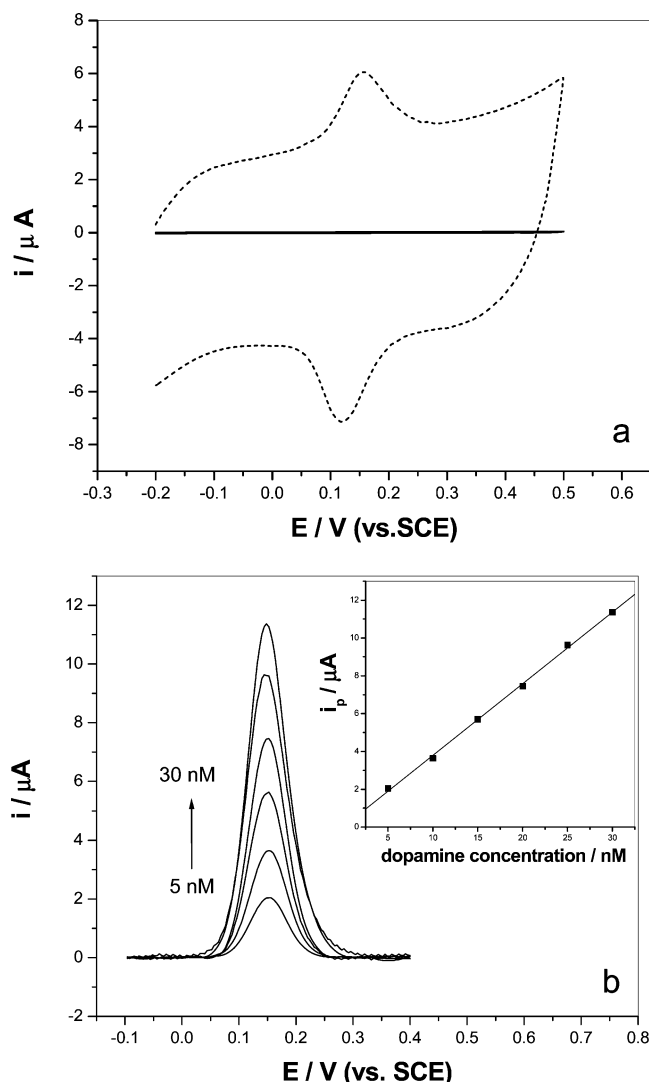 8
6
4
2
0
-2
-4
-6
-8
i / μ A
-0.3 -0.2 -0.1 0.0 0.1 0.2 0.3 0.4 0.5 0.6
E / V (vs.SCE)
a
12
10
8
6
4
2
0
-2
i / μA
30 nM
5 nM
-0.1 0.0 0.1 0.2 0.3 0.4 0.5 0.6 0.7 0.8
E / V (vs. SCE)
b
14
12
10
8
6
4
2
0
ip / μA
5 10 15 20 25 30
dopamine concentration / nM